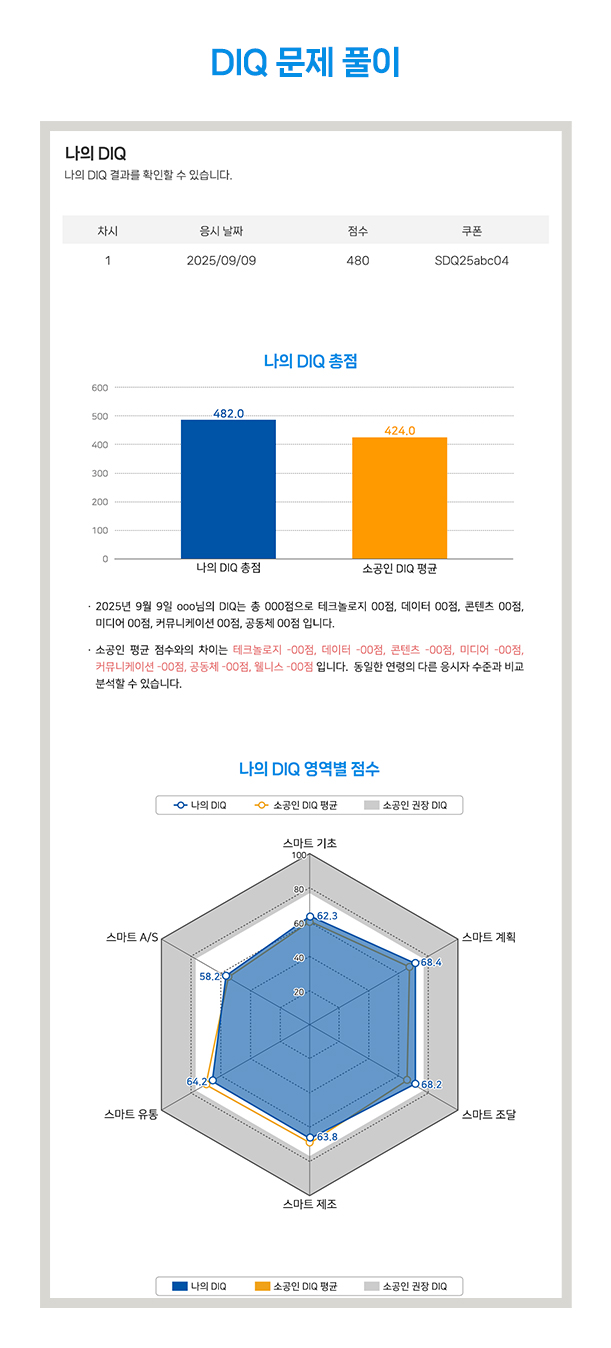 DIQ 문제 풀이
나의 DIQ
나의 DIQ 결과를 확인할 수 있습니다.
차시 응시 날짜 점수 쿠폰
1 2025/09/09 480 SDQ25abc04
나의 DIQ 총점
600
500
400
300
200
100
0
482.0
424.0
나의 DIQ 총점 소공인 DIQ 평균
· 2025년 9월 9일 ooo님의 DIQ는 총 000점으로 테크놀로지 00점, 데이터 00점, 콘텐츠 00점,
미디어 00점, 커뮤니케이션 00점, 공동체 00점 입니다.
· 소공인 평균 점수와의 차이는 테크놀로지 -00점, 데이터 -00점, 콘텐츠 -00점, 미디어 -00점,
커뮤니케이션 -00점, 공동체 -00점, 웰니스 -00점 입니다. 동일한 연령의 다른 응시자 수준과 비교
분석할 수 있습니다.
나의 DIQ 영역별 점수
나의 DIQ 소공인 DIQ 평균 소공인 권장 DIQ
스마트 기초
100
80
62.3
60
스마트 A/S 스마트 계획
40
68.4
58.2
20
64.2 68.2
스마트 유통 스마트 조달
63.8
스마트 제조
나의 DIQ 소공인 DIQ 평균 소공인 권장 DIQ